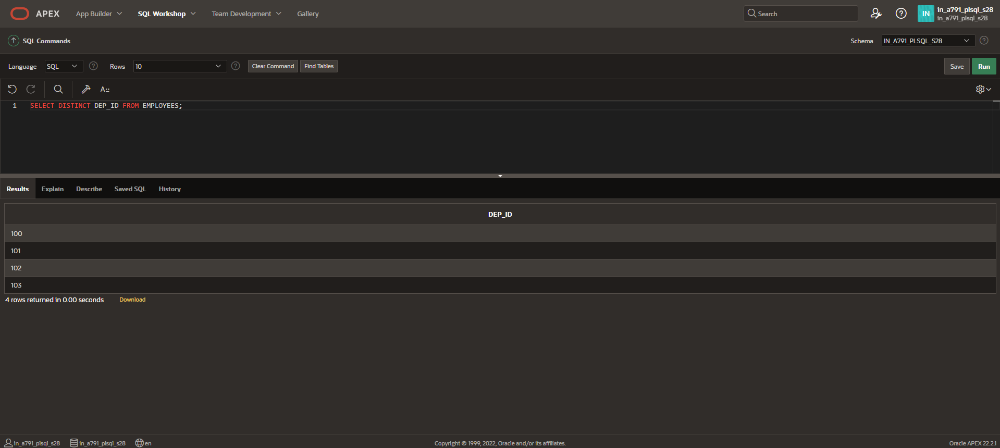 APEX App Builder SQL Workshop Team Development Gallery Search IN in_a791_plsql_s28
in_a791_plsql_s28
SQL Commands Schema IN_A791_PLSQL_S28
Language SQL Rows 10 Clear Command Find Tables Save Run
A::
1 SELECT DISTINCT DEP_ID FROM EMPLOYEES;
Results Explain Describe Saved SQL History
DEP_ID
100
101
102
103
4 rows returned in 0.00 seconds Download
in_a791_plsql_s28 in_a791_plsql_s28 en Copyright © 1999, 2022, Oracle and/or its affiliates. Oracle APEX 22.2.1